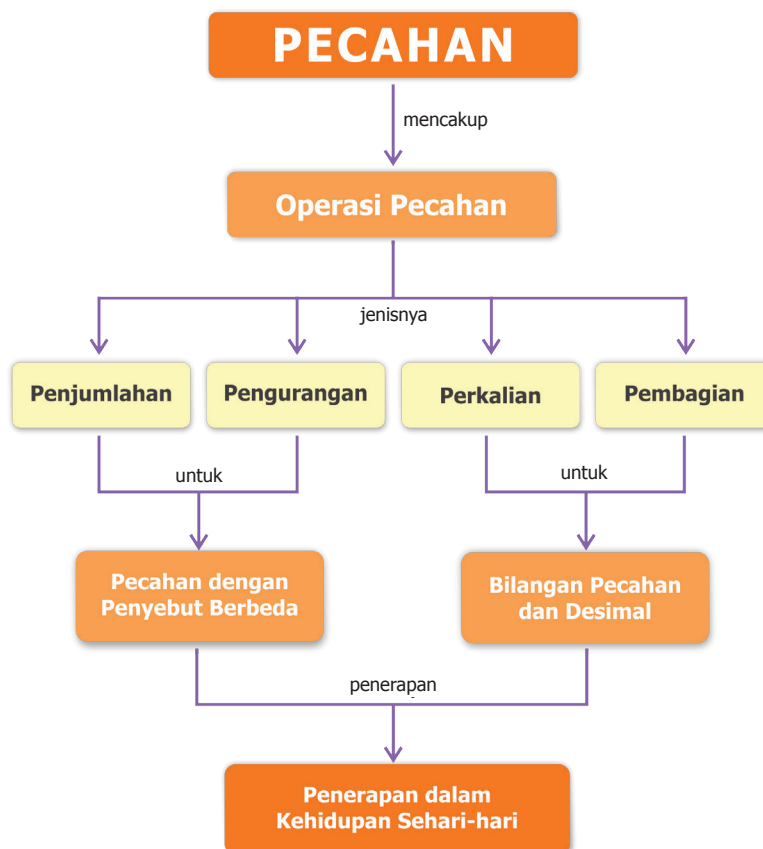 PECAHAN
mencakup
Operasi Pecahan
jenisnya
Penjumlahan
Pengurangan
Perkalian
Pembagian
untuk
untuk
Pecahan dengan
Penyebut Berbeda
Bilangan Pecahan
dan Desimal
penerapan
Penerapan dalam
Kehidupan Sehari-hari